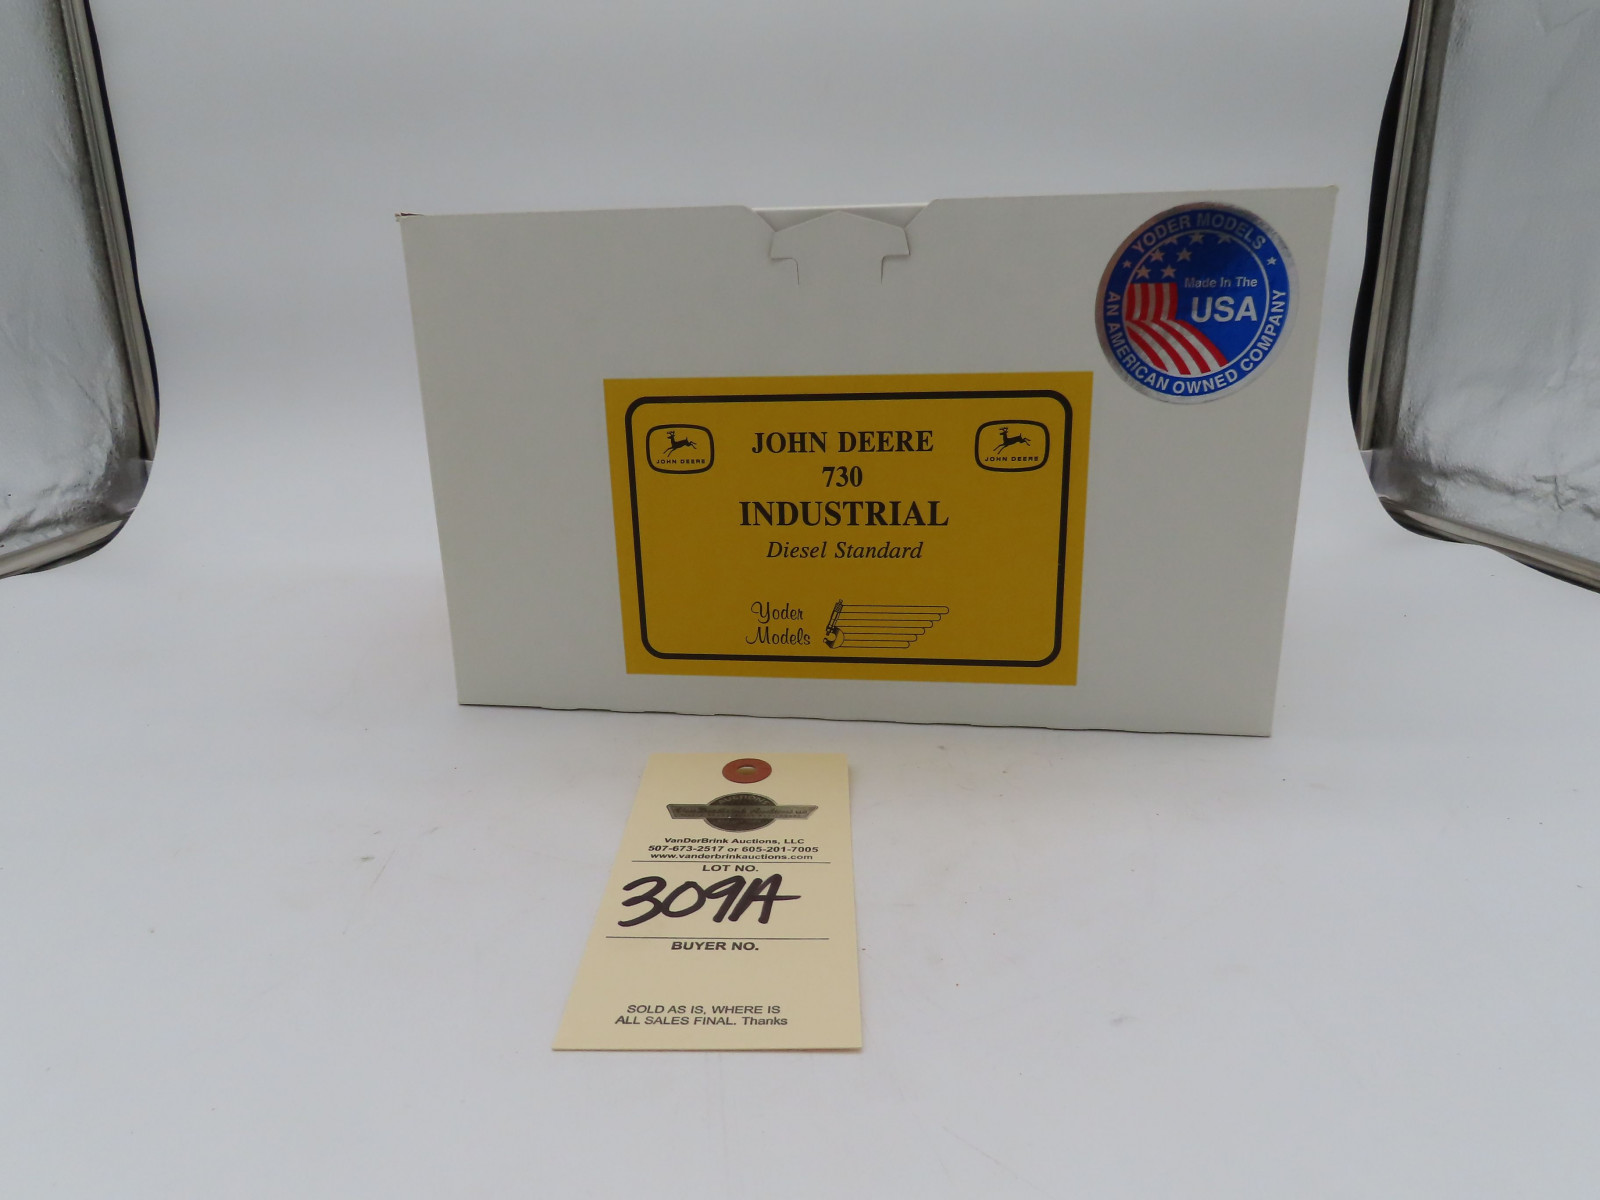 YODER MODELS
Made In The
USA
AN AMERICAN OWNED COMPANY
JOHN DEERE
JOHN DEERE
730
INDUSTRIAL
Diesel Standard
JOHN DEERE
Yoder
Models
VanDerBrink Auctions, LLC
507-673-2517 or 605-201-7005
www.vanderbrinkauctions.com
LOT NO.
309A
BUYER NO.
SOLD AS IS, WHERE IS
ALL SALES FINAL. Thanks